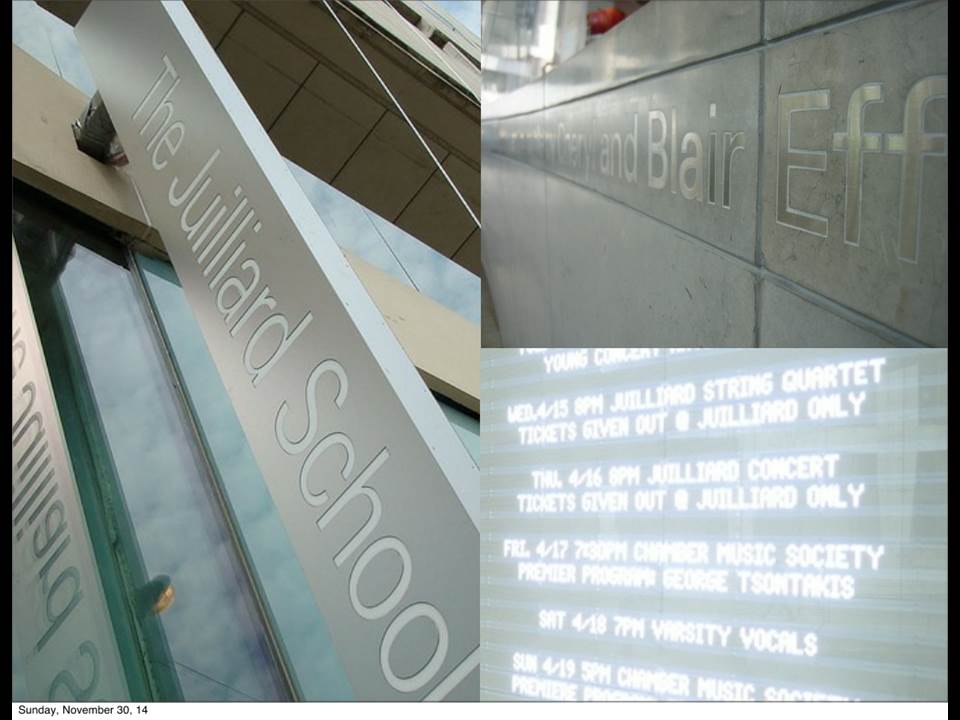 The Juilliard School
and Blair Eff
YOUNG CONCERT
WED.4/15 8PM JUILLIARD STRING QUARTET
TICKETS GIVEN OUT @ JUILLIARD ONLY
THU. 4/16 8PM JUILLIARD CONCERT
TICKETS GIVEN OUT @ JUILLIARD ONLY
FRI. 4/17 7:30PM CHAMBER MUSIC SOCIETY
PREMIER PROGRAM: GEORGE TSONTAKIS
SAT 4/18 7PM VARSITY VOCALS
SUN 4/19 5PM CHAMBER MUSIC SOCIETY
PREMIERE
Sunday, November 30, 14